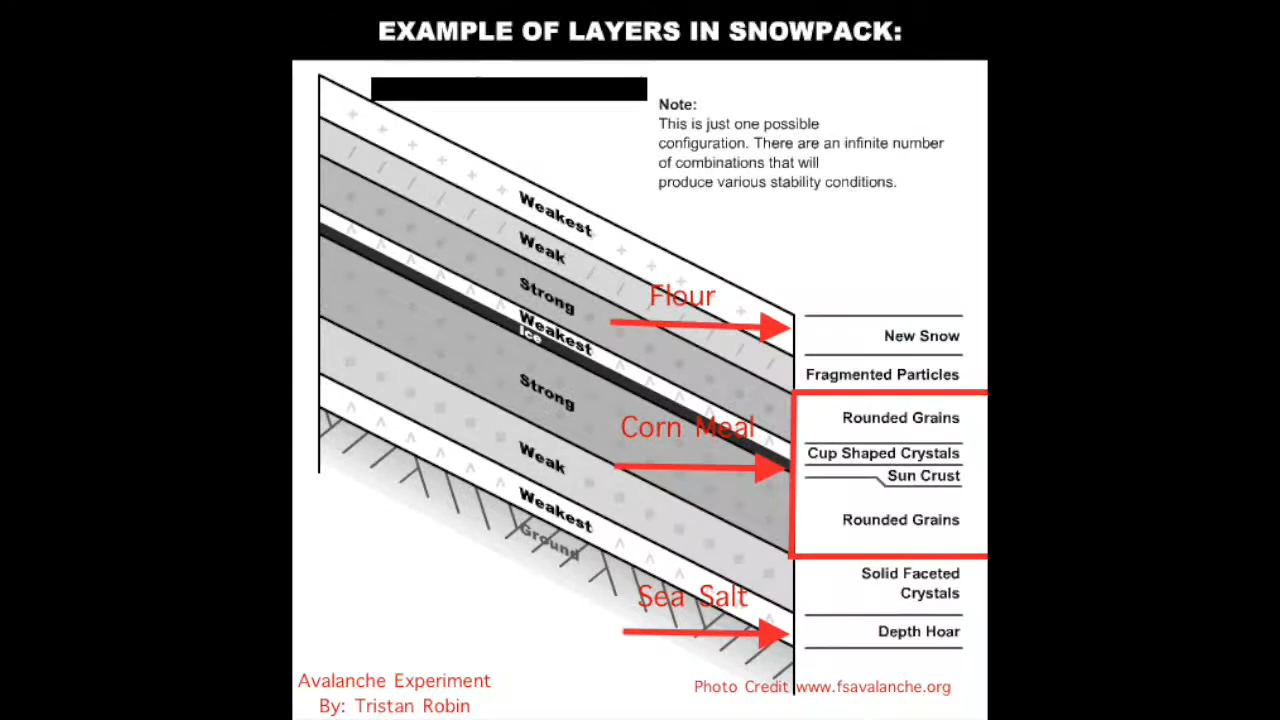 EXAMPLE OF LAYERS IN SNOWPACK:
Note:
This is just one possible
configuration. There are an infinite number
of combinations that will
produce various stability conditions.
Weakest
Weak
Strong
Weakest
Ice
Strong
Weak
Weakest
Ground
Flour
Corn Meal
Sea Salt
New Snow
Fragmented Particles
Rounded Grains
Cup Shaped Crystals
Sun Crust
Rounded Grains
Solid Faceted
Crystals
Depth Hoar
Avalanche Experiment
By: Tristan Robin
Photo Credit www.fsavalanche.org